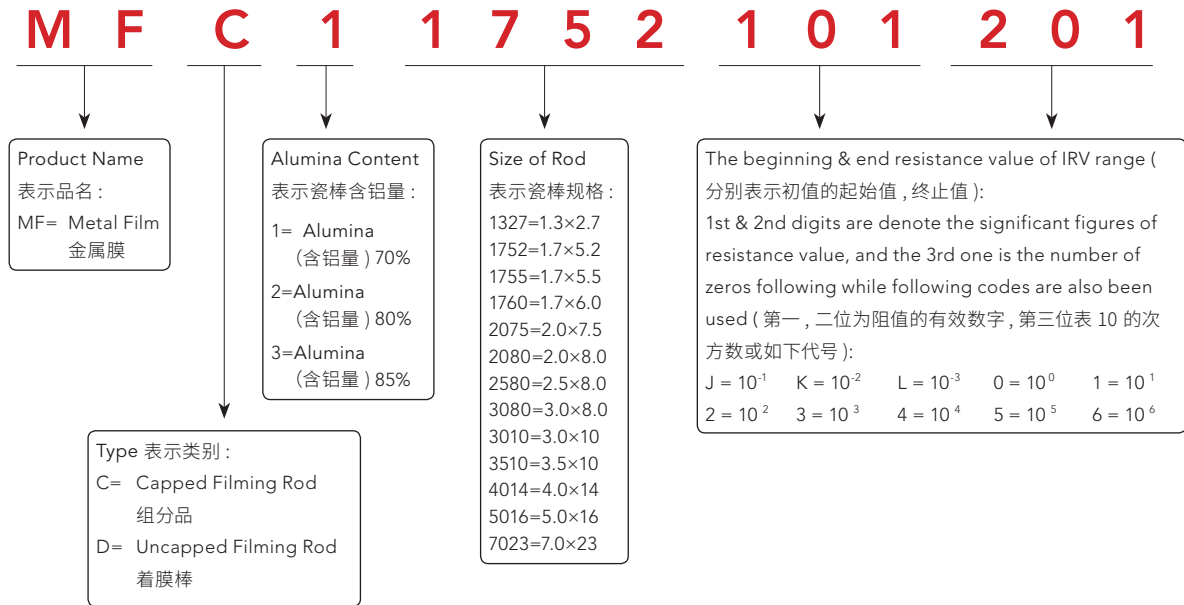 M F C 1 1 7 5 2 1 0 1 2 0 1
Product Name
表示品名 :
MF= Metal Film
金属膜
Type 表示类别 :
C= Capped Filming Rod
组分品
D= Uncapped Filming Rod
着膜棒
Alumina Content
表示瓷棒含铝量 :
1= Alumina
(含铝量 ) 70%
2=Alumina
(含铝量 ) 80%
3=Alumina
(含铝量 ) 85%
Size of Rod
表示瓷棒规格 :
1327=1.3×2.7
1752=1.7×5.2
1755=1.7×5.5
1760=1.7×6.0
2075=2.0×7.5
2080=2.0×8.0
2580=2.5×8.0
3080=3.0×8.0
3010=3.0×10
3510=3.5×10
4014=4.0×14
5016=5.0×16
7023=7.0×23
The beginning & end resistance value of IRV range (
分别表示初值的起始值 , 终止值 ):
1st & 2nd digits are denote the significant figures of
resistance value, and the 3rd one is the number of
zeros following while following codes are also been
used ( 第一 , 二位为阻值的有效数字 , 第三位表 10 的次
方数或如下代号 ):
J = 10⁻¹ K = 10⁻² L = 10⁻³ 0 = 10⁰ 1 = 10¹
2 = 10² 3 = 10³ 4 = 10⁴ 5 = 10⁵ 6 = 10⁶